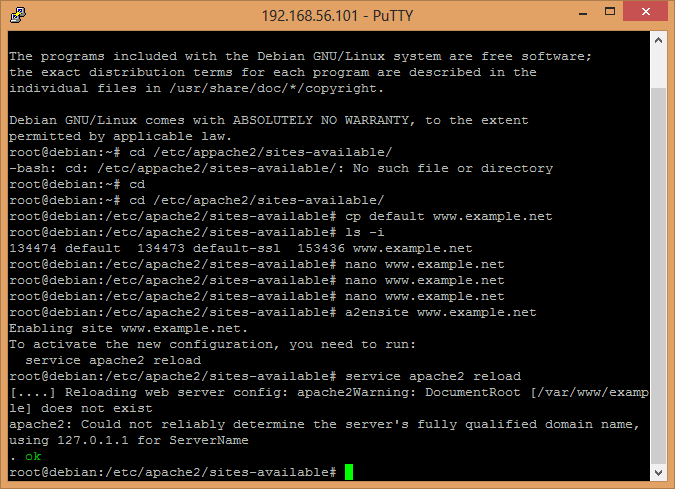 192.168.56.101 - PuTTY
The programs included with the Debian GNU/Linux system are free software;
the exact distribution terms for each program are described in the
individual files in /usr/share/doc/*/copyright.
Debian GNU/Linux comes with ABSOLUTELY NO WARRANTY, to the extent
permitted by applicable law.
root@debian:~# cd /etc/appache2/sites-available/
-bash: cd: /etc/appache2/sites-available/: No such file or directory
root@debian:~# cd
root@debian:~# cd /etc/apache2/sites-available/
root@debian:/etc/apache2/sites-available# cp default www.example.net
root@debian:/etc/apache2/sites-available# ls -i
134474 default  134473 default-ssl  153436 www.example.net
root@debian:/etc/apache2/sites-available# nano www.example.net
root@debian:/etc/apache2/sites-available# nano www.example.net
root@debian:/etc/apache2/sites-available# nano www.example.net
root@debian:/etc/apache2/sites-available# a2ensite www.example.net
Enabling site www.example.net.
To activate the new configuration, you need to run:
  service apache2 reload
root@debian:/etc/apache2/sites-available# service apache2 reload
[....] Reloading web server config: apache2Warning: DocumentRoot [/var/www/examp
le] does not exist
apache2: Could not reliably determine the server's fully qualified domain name,
using 127.0.1.1 for ServerName
. ok
root@debian:/etc/apache2/sites-available#